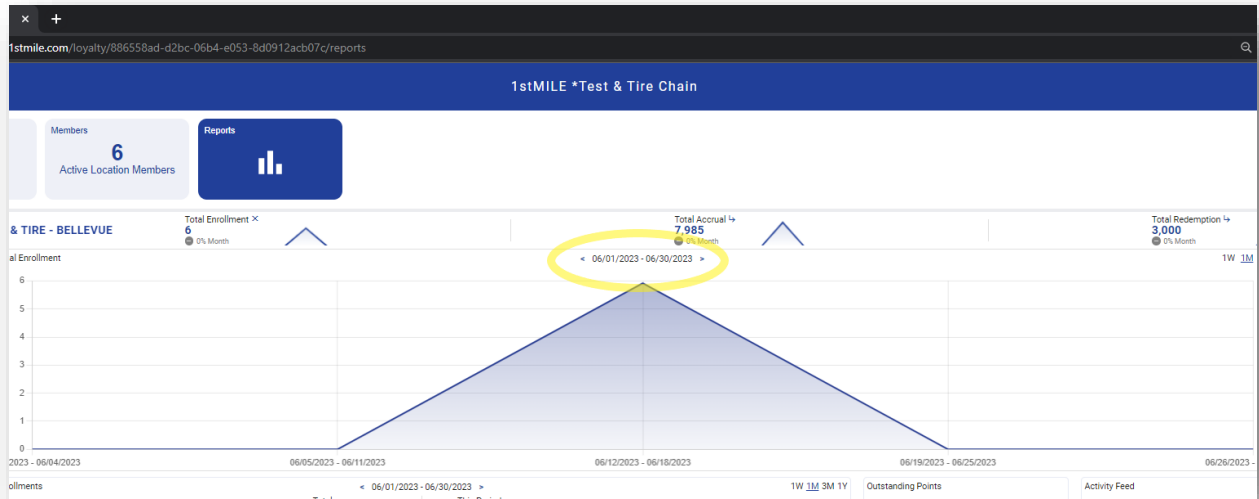 × +
1stmile.com/loyalty/886558ad-d2bc-06b4-e053-8d0912acb07c/reports
1stMILE *Test & Tire Chain
Members
6
Active Location Members
Reports
& TIRE - BELLEVUE
Total Enrollment ×
6
0% Month
Total Accrual ↳
7,985
0% Month
Total Redemption ↳
3,000
0% Month
al Enrollment
< 06/01/2023 - 06/30/2023 >
1W 1M
6
5
4
3
2
1
0
2023 - 06/04/2023
06/05/2023 - 06/11/2023
06/12/2023 - 06/18/2023
06/19/2023 - 06/25/2023
06/26/2023 -
ollments
< 06/01/2023 - 06/30/2023 >
1W 1M 3M 1Y
Outstanding Points
Activity Feed